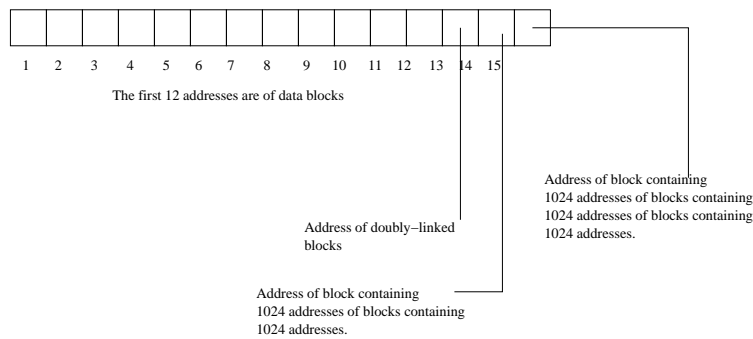 1 2 3 4 5 6 7 8 9 10 11 12 13 14 15
The first 12 addresses are of data blocks
Address of block containing
1024 addresses of blocks containing
1024 addresses of blocks containing
1024 addresses.
Address of doubly-linked
blocks
Address of block containing
1024 addresses of blocks containing
1024 addresses.